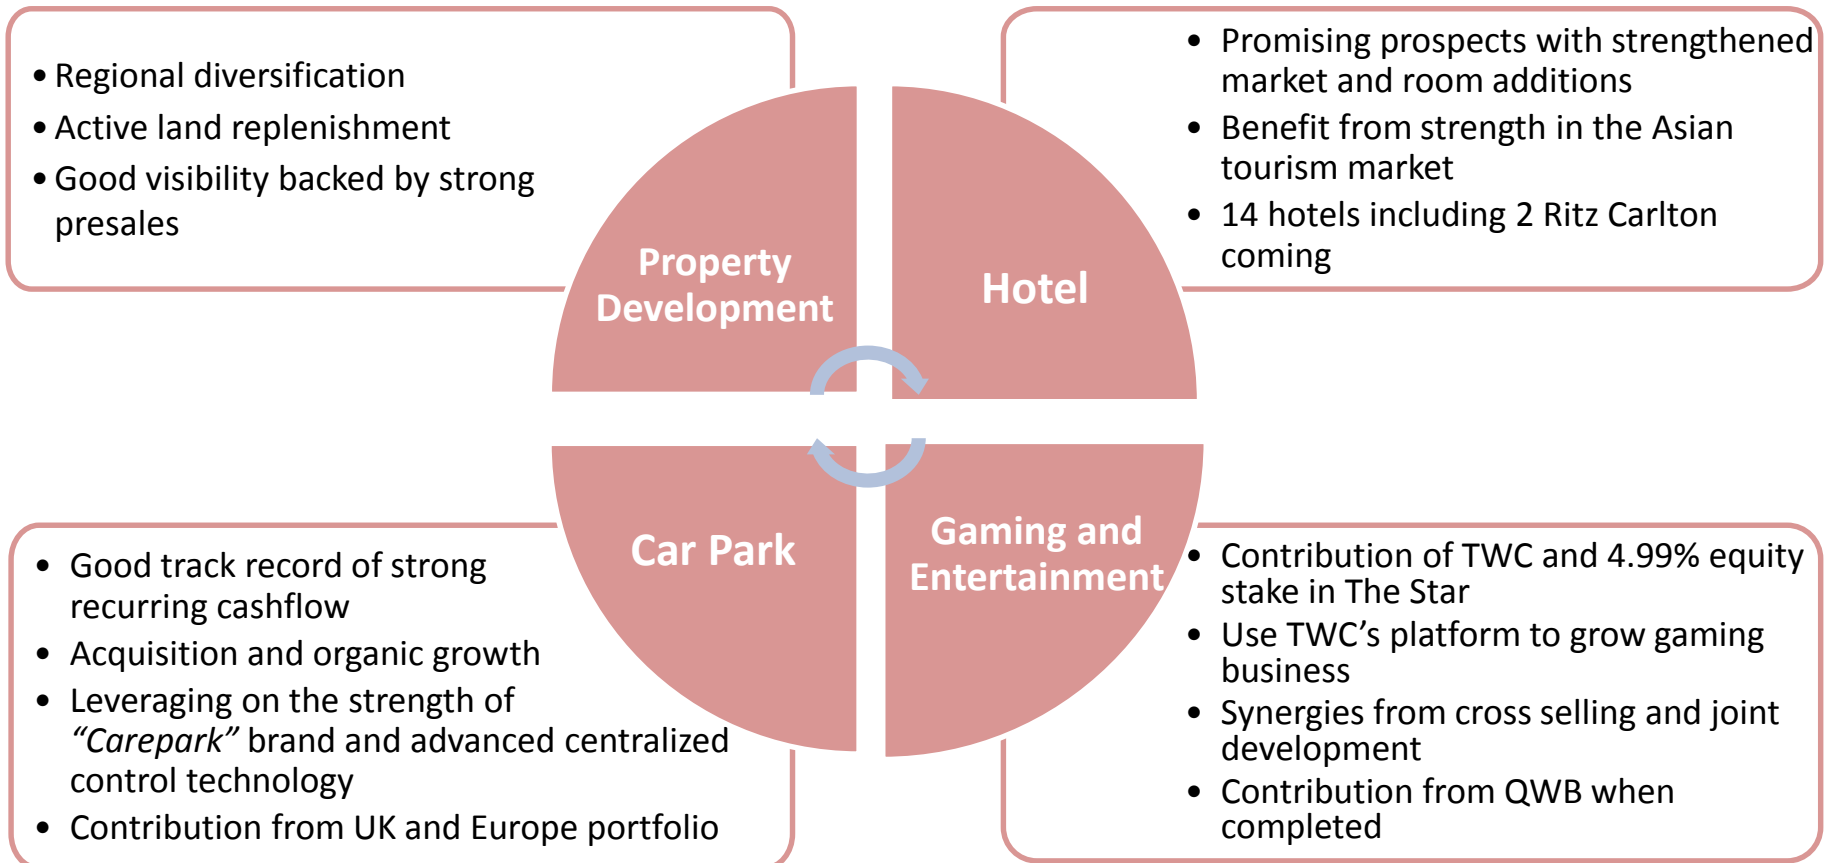 • Regional diversification
• Active land replenishment
• Good visibility backed by strong
presales
Property
Development
• Promising prospects with strengthened
market and room additions
• Benefit from strength in the Asian
tourism market
• 14 hotels including 2 Ritz Carlton
coming
Hotel
• Good track record of strong
recurring cashflow
• Acquisition and organic growth
• Leveraging on the strength of
“Carepark” brand and advanced centralized
control technology
• Contribution from UK and Europe portfolio
Car Park
Gaming and
Entertainment
• Contribution of TWC and 4.99% equity
stake in The Star
• Use TWC’s platform to grow gaming
business
• Synergies from cross selling and joint
development
• Contribution from QWB when
completed